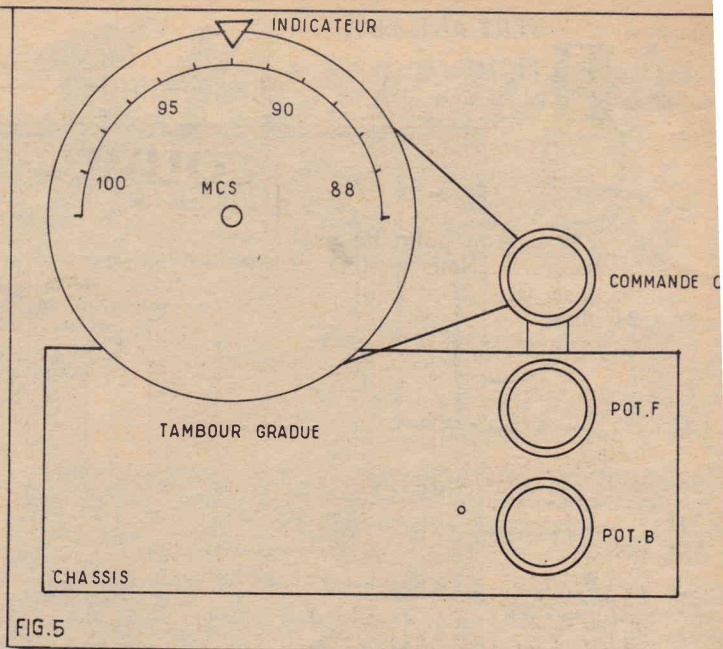 INDICATEUR
95 90
100 MCS 88
COMMANDE C
TAMBOUR GRADUE
POT.F
POT.B
CHASSIS
FIG.5